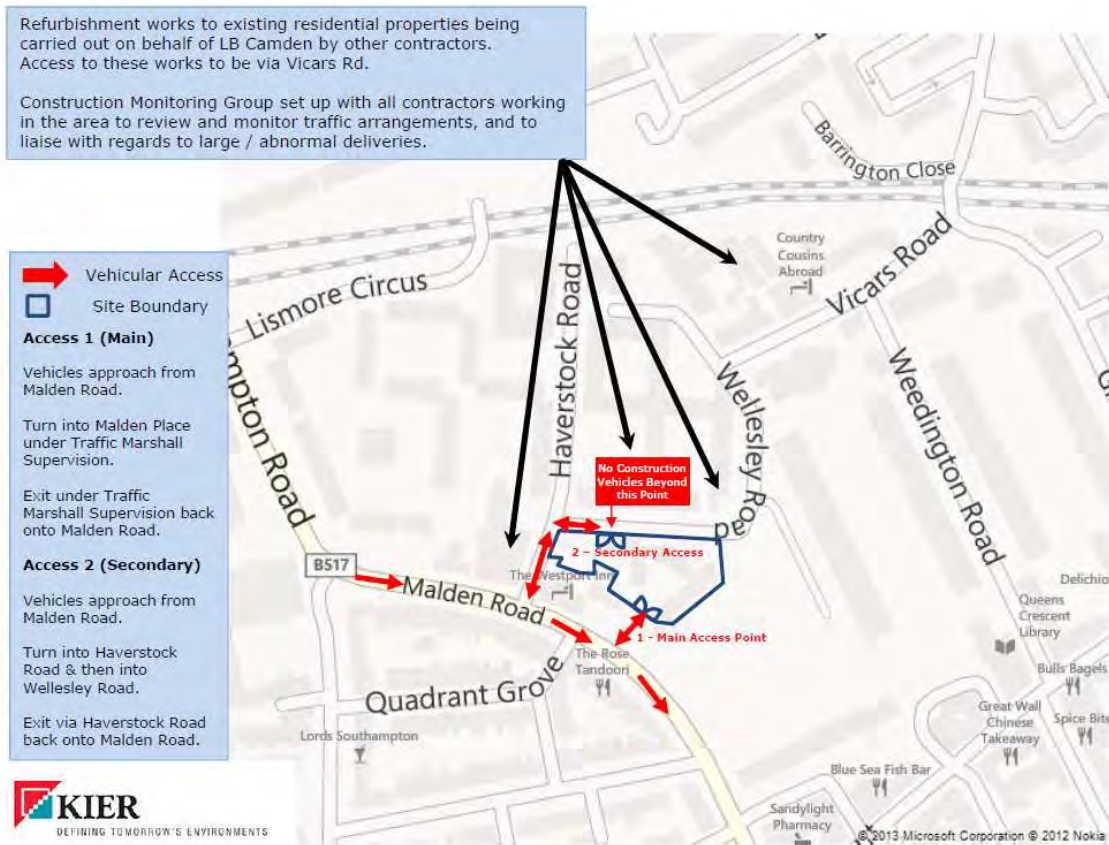 Refurbishment works to existing residential properties being
carried out on behalf of LB Camden by other contractors.
Access to these works to be via Vicars Rd.
Construction Monitoring Group set up with all contractors working
in the area to review and monitor traffic arrangements, and to
liaise with regards to large / abnormal deliveries.
Vehicular Access
Site Boundary
Access 1 (Main)
Vehicles approach from
Malden Road.
Turn into Malden Place
under Traffic Marshall
Supervision.
Exit under Traffic
Marshall Supervision back
onto Malden Road.
Access 2 (Secondary)
Vehicles approach from
Malden Road.
Turn into Haverstock
Road & then into
Wellesley Road.
Exit via Haverstock Road
back onto Malden Road.
Barrington Close
Country
Cousins
Abroad
Vicars Road
Lismore Circus
Haverstock Road
Wellesley Road
Weedington Road
mpton Road
No Construction
Vehicles Beyond
this Point
2 – Secondary Access
The Westport Inn
B517
Malden Road
1 - Main Access Point
The Rose
Tandoori
Quadrant Grove
Lords Southampton
Delichio
Queens
Crescent
Library
Bulls Bagels
Great Wall
Chinese
Takeaway
Spice Bite
Blue Sea Fish Bar
Sandylight
Pharmacy
KIER
DEFINING TOMORROW'S ENVIRONMENTS
© 2013 Microsoft Corporation © 2012 Nokia